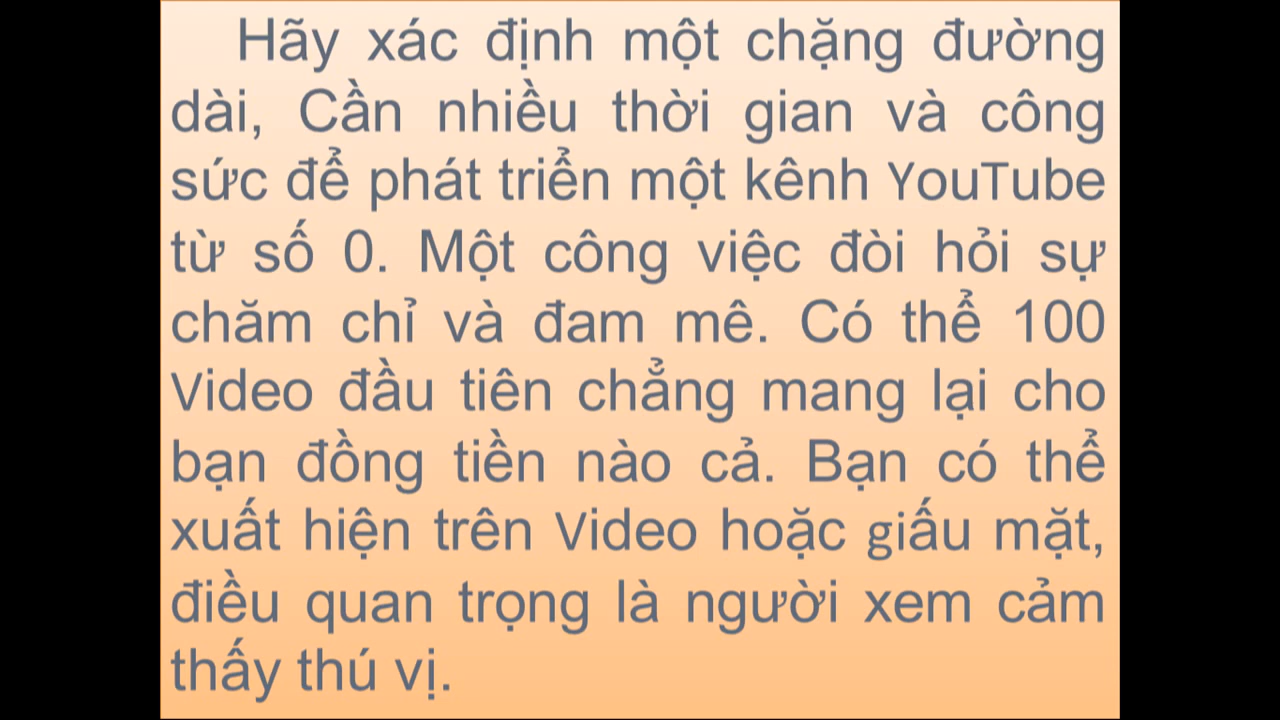 Hãy xác định một chặng đường
dài, Cần nhiều thời gian và công
sức để phát triển một kênh YouTube
từ số 0. Một công việc đòi hỏi sự
chăm chỉ và đam mê. Có thể 100
Video đầu tiên chẳng mang lại cho
bạn đồng tiền nào cả. Bạn có thể
xuất hiện trên Video hoặc giấu mặt,
điều quan trọng là người xem cảm
thấy thú vị.